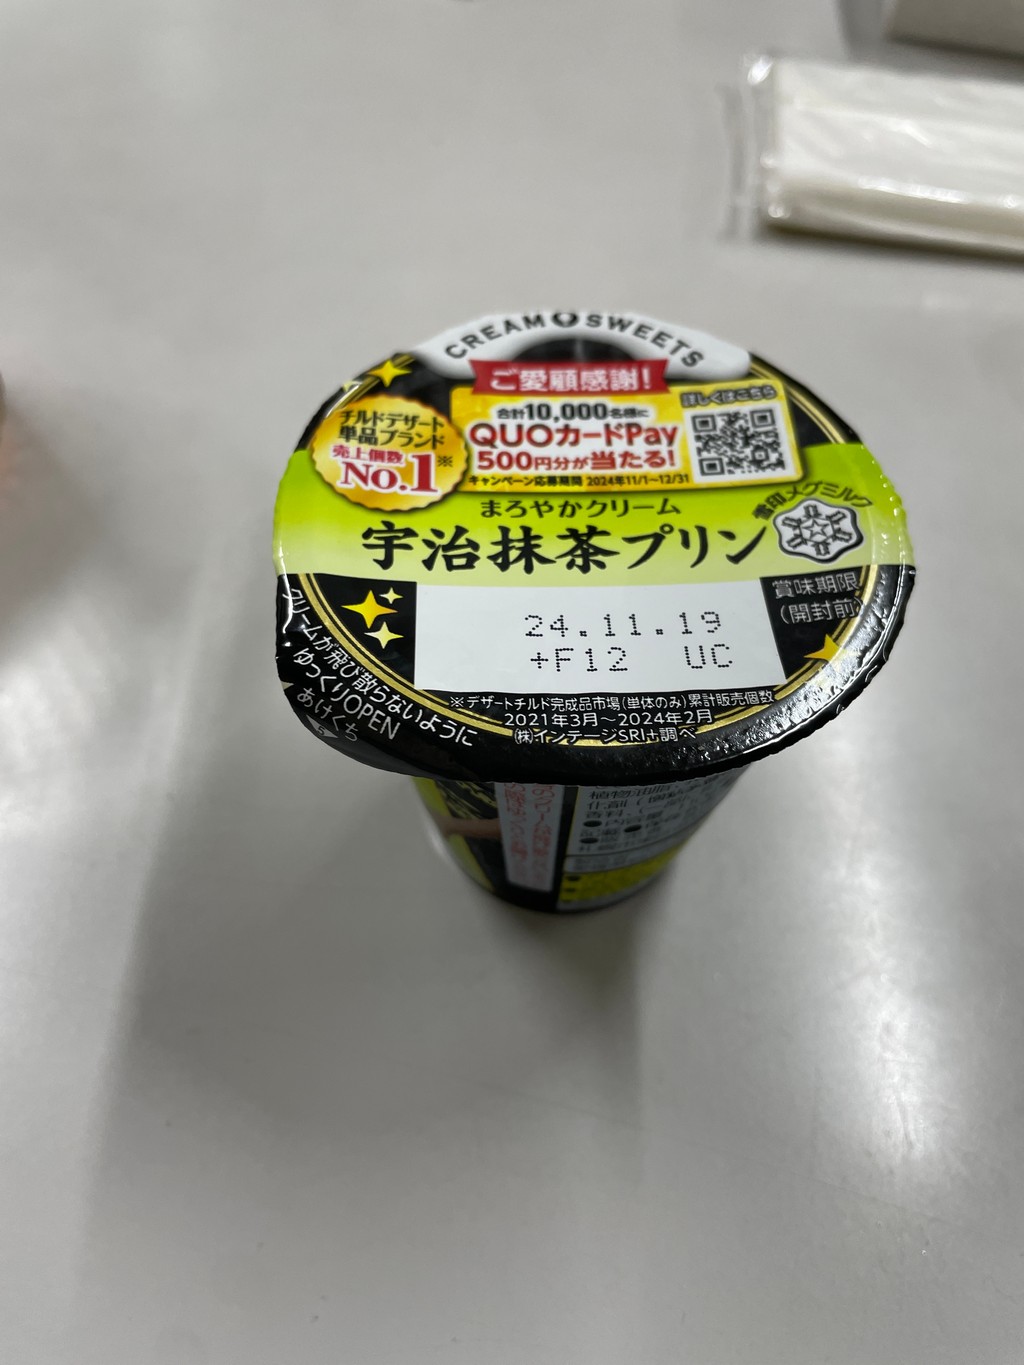 CREAM SWEETS
ご愛顧感謝!
チルドデザート
単品ブランド
売上個数
No.1※
合計10,000名様に
QUOカードPay
500円分が当たる!
キャンペーン応募期間 2024年11/1~12/31
詳しくはこちら
まろやかクリーム
宇治抹茶プリン
雪印メグミルク
賞味期限
(開封前)
24.11.19
+F12 UC
クリームが飛び散らないように
ゆっくりOPEN
あけくち
※デザートチルド完成品市場(単体のみ)累計販売個数
2021年3月~2024年2月
㈱インテージSRI+調べ
植物油脂
化剤
香料